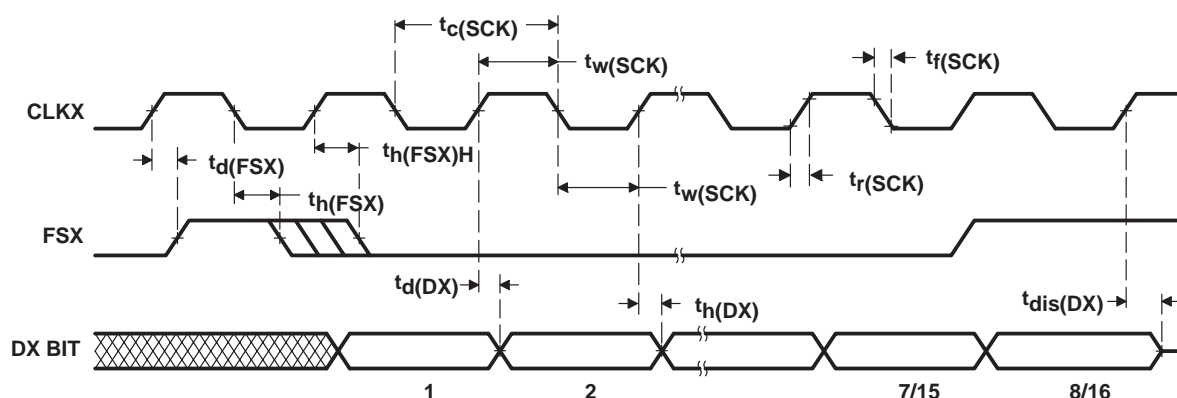 tc(SCK)
tw(SCK)
tf(SCK)
CLKX
td(FSX)
th(FSX)H
th(FSX)
tw(SCK)
tr(SCK)
FSX
td(DX)
th(DX)
tdis(DX)
DX BIT
1 2 7/15 8/16